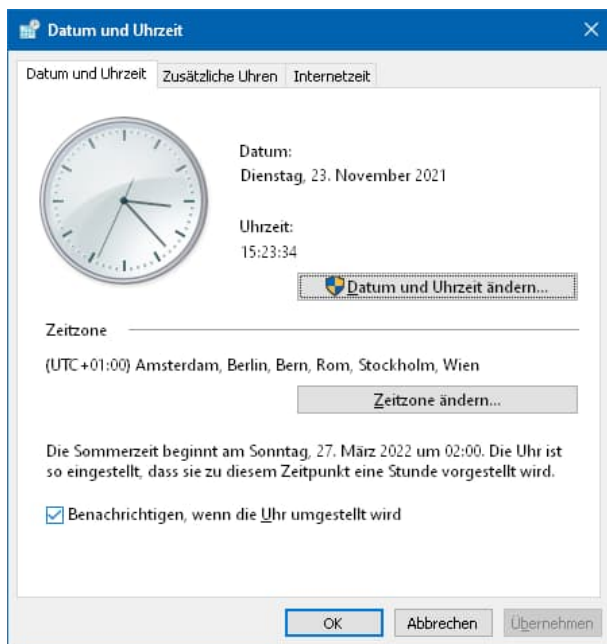 Datum und Uhrzeit
Datum und Uhrzeit
Zusätzliche Uhren
Internetzeit
Datum:
Dienstag, 23. November 2021
Uhrzeit:
15:23:34
Datum und Uhrzeit ändern...
Zeitzone
(UTC+01:00) Amsterdam, Berlin, Bern, Rom, Stockholm, Wien
Zeitzone ändern...
Die Sommerzeit beginnt am Sonntag, 27. März 2022 um 02:00. Die Uhr ist
so eingestellt, dass sie zu diesem Zeitpunkt eine Stunde vorgestellt wird.
Benachrichtigen, wenn die Uhr umgestellt wird
OK
Abbrechen
Übernehmen